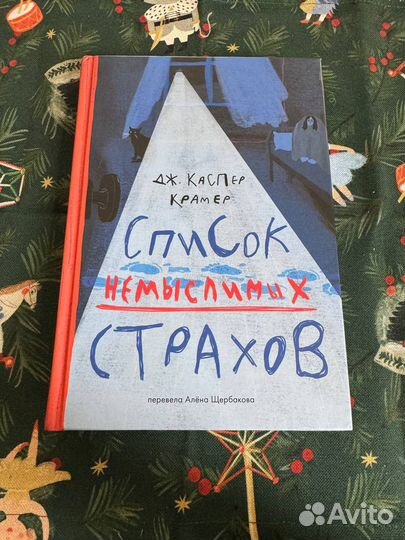 Дж. Каспер
Крамер
Список
немыслимых
страхов
перевела Алёна Щербакова
Avito